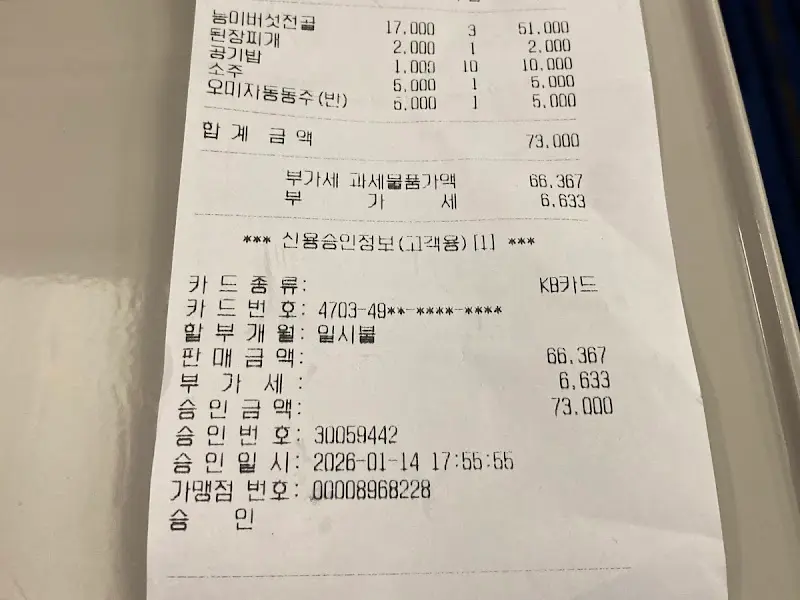 능이버섯전골 17,000 3 51,000
된장찌개 2,000 1 2,000
공기밥 1,000 10 10,000
소주 5,000 1 5,000
오미자동동주(반) 5,000 1 5,000
합 계 금 액 73,000
부가세 과세물품가액 66,367
부 가 세 6,633
*** 신용승인정보(고객용) [1] ***
카 드 종 류: KB카드
카 드 번 호: 4703-49**-****-****
할 부 개 월: 일시불
판 매 금 액: 66,367
부 가 세 : 6,633
승 인 금 액: 73,000
승 인 번 호: 30059442
승 인 일 시: 2026-01-14 17:55:55
가맹점 번호: 00008968228
승 인